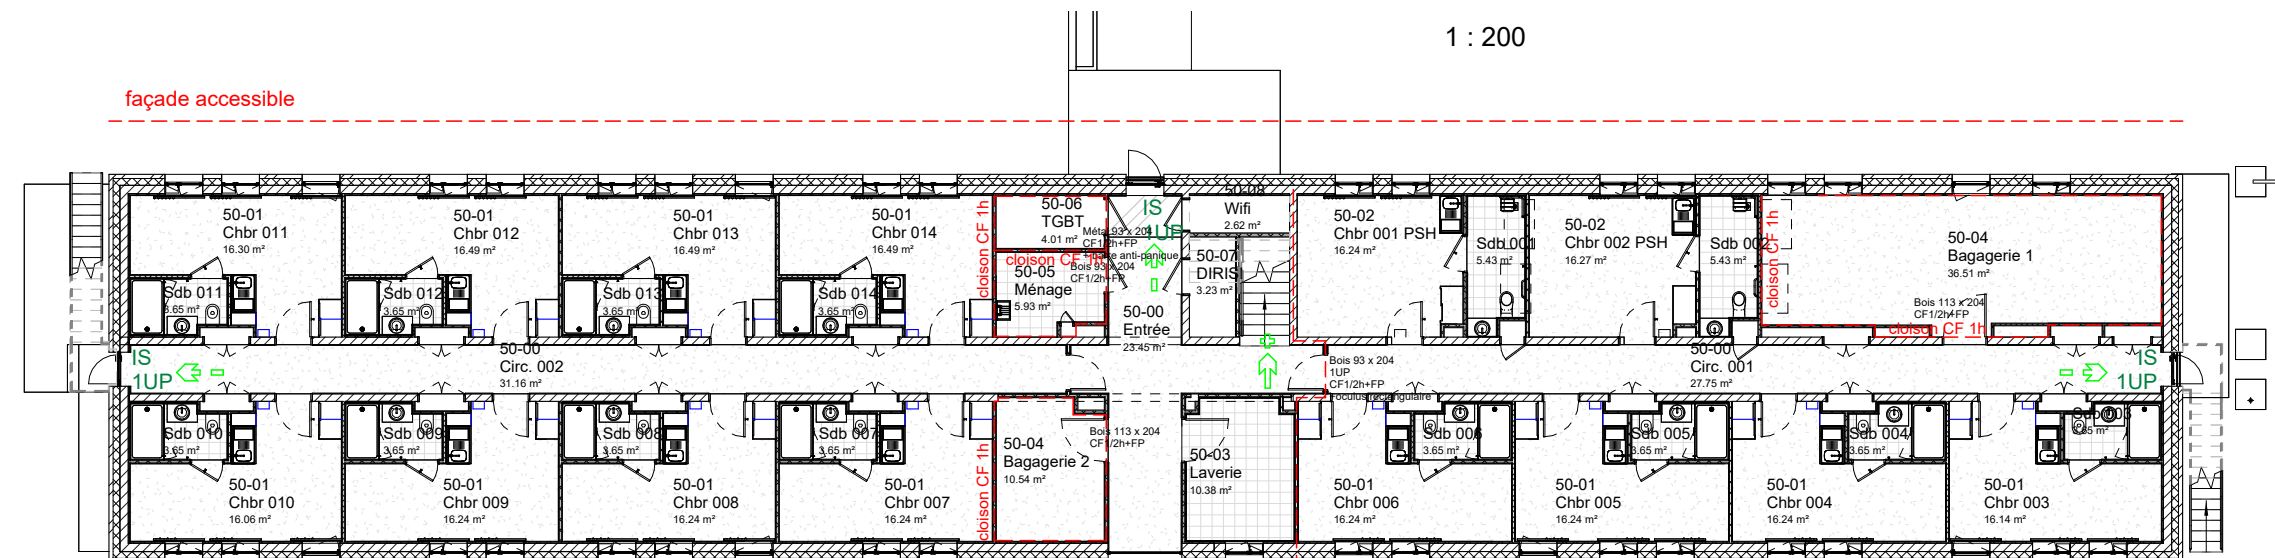 1 : 200
façade accessible
50-01
Chbr 011
16.30 m²
50-01
Chbr 012
16.49 m²
50-01
Chbr 013
16.49 m²
50-01
Chbr 014
16.49 m²
cloison CF 1h
50-06
TGBT
4.01 m²
IS
1UP
Métal 93 x 204
CF1/2h+FP
+ barre anti-panique
50-08
Wifi
2.62 m²
50-02
Chbr 001 PSH
16.24 m²
Sdb 001
5.43 m²
50-02
Chbr 002 PSH
16.27 m²
Sdb 002
5.43 m²
cloison CF 1h
50-04
Bagagerie 1
36.51 m²
Bois 113 x 204
CF1/2h+FP
cloison CF 1h
Sdb 011
3.65 m²
Sdb 012
3.65 m²
Sdb 013
3.65 m²
Sdb 014
3.65 m²
cloison CF 1h
50-05
Ménage
5.93 m²
Bois 93 x 204
CF1/2h+FP
50-07
DIRISI
3.23 m²
50-00
Entrée
23.45 m²
IS
1UP
50-00
Circ. 002
31.16 m²
Bois 93 x 204
1UP
CF1/2h+FP
+oculus rectangulaire
50-00
Circ. 001
27.75 m²
IS
1UP
Sdb 010
3.65 m²
Sdb 009
3.65 m²
Sdb 008
3.65 m²
Sdb 007
3.65 m²
cloison CF 1h
50-04
Bagagerie 2
10.54 m²
Bois 113 x 204
CF1/2h+FP
50-03
Laverie
10.38 m²
Sdb 006
3.65 m²
Sdb 005
3.65 m²
Sdb 004
3.65 m²
Sdb 003
3.65 m²
50-01
Chbr 010
16.06 m²
50-01
Chbr 009
16.24 m²
50-01
Chbr 008
16.24 m²
50-01
Chbr 007
16.24 m²
50-01
Chbr 006
16.24 m²
50-01
Chbr 005
16.24 m²
50-01
Chbr 004
16.24 m²
50-01
Chbr 003
16.14 m²